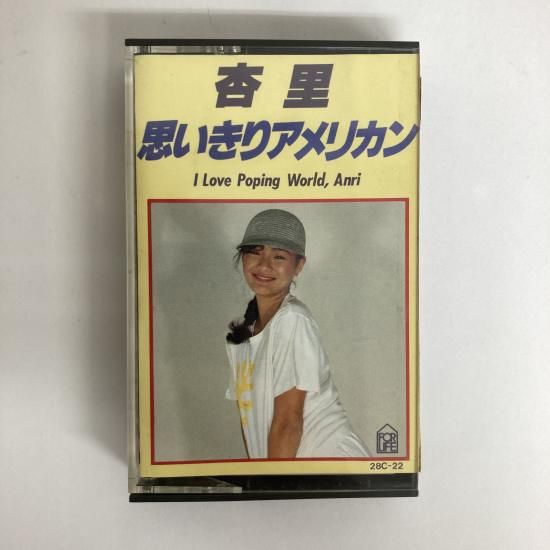 杏里
思いきりアメリカン
I Love Poping World, Anri
FOR
LIFE
28C-22